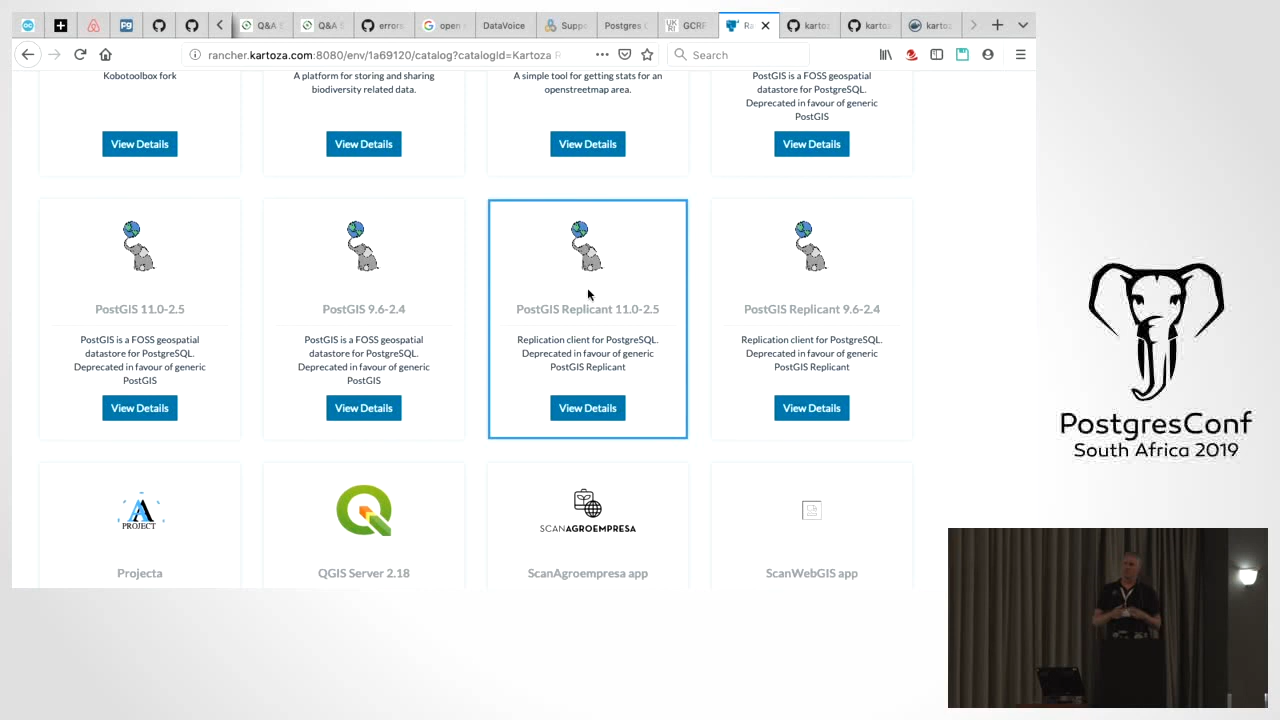 Q&A
Q&A
errors
open
DataVoice
Supp
Postgres
GCRF
Ra
kartoz
kartoz
kartoz
rancher.kartoza.com:8080/env/1a69120/catalog?catalogId=Kartoza
Search
Kobotoolbox fork
A platform for storing and sharing
biodiversity related data.
A simple tool for getting stats for an
openstreetmap area.
PostGIS is a FOSS geospatial
datastore for PostgreSQL.
Deprecated in favour of generic
PostGIS
View Details
View Details
View Details
View Details
PostGIS 11.0-2.5
PostGIS is a FOSS geospatial
datastore for PostgreSQL.
Deprecated in favour of generic
PostGIS
View Details
PostGIS 9.6-2.4
PostGIS is a FOSS geospatial
datastore for PostgreSQL.
Deprecated in favour of generic
PostGIS
View Details
PostGIS Replicant 11.0-2.5
Replication client for PostgreSQL.
Deprecated in favour of generic
PostGIS Replicant
View Details
PostGIS Replicant 9.6-2.4
Replication client for PostgreSQL.
Deprecated in favour of generic
PostGIS Replicant
View Details
PROJECT
Projecta
QGIS Server 2.18
SCANAGROEMPRESA
ScanAgroempresa app
ScanWebGIS app
PostgresConf
South Africa 2019